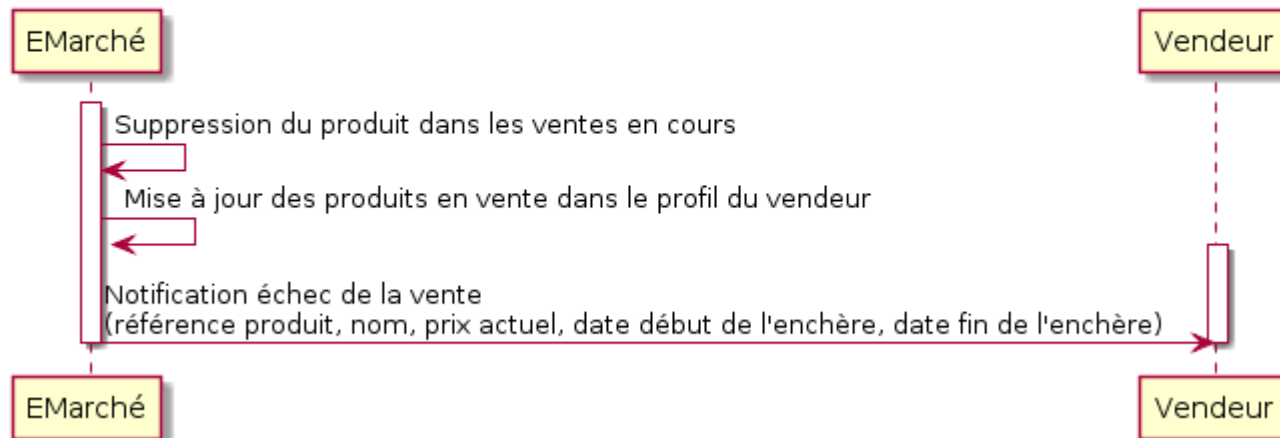 EMarché
Vendeur
Suppression du produit dans les ventes en cours
Mise à jour des produits en vente dans le profil du vendeur
Notification échec de la vente
(référence produit, nom, prix actuel, date début de l'enchère, date fin de l'enchère)
EMarché
Vendeur